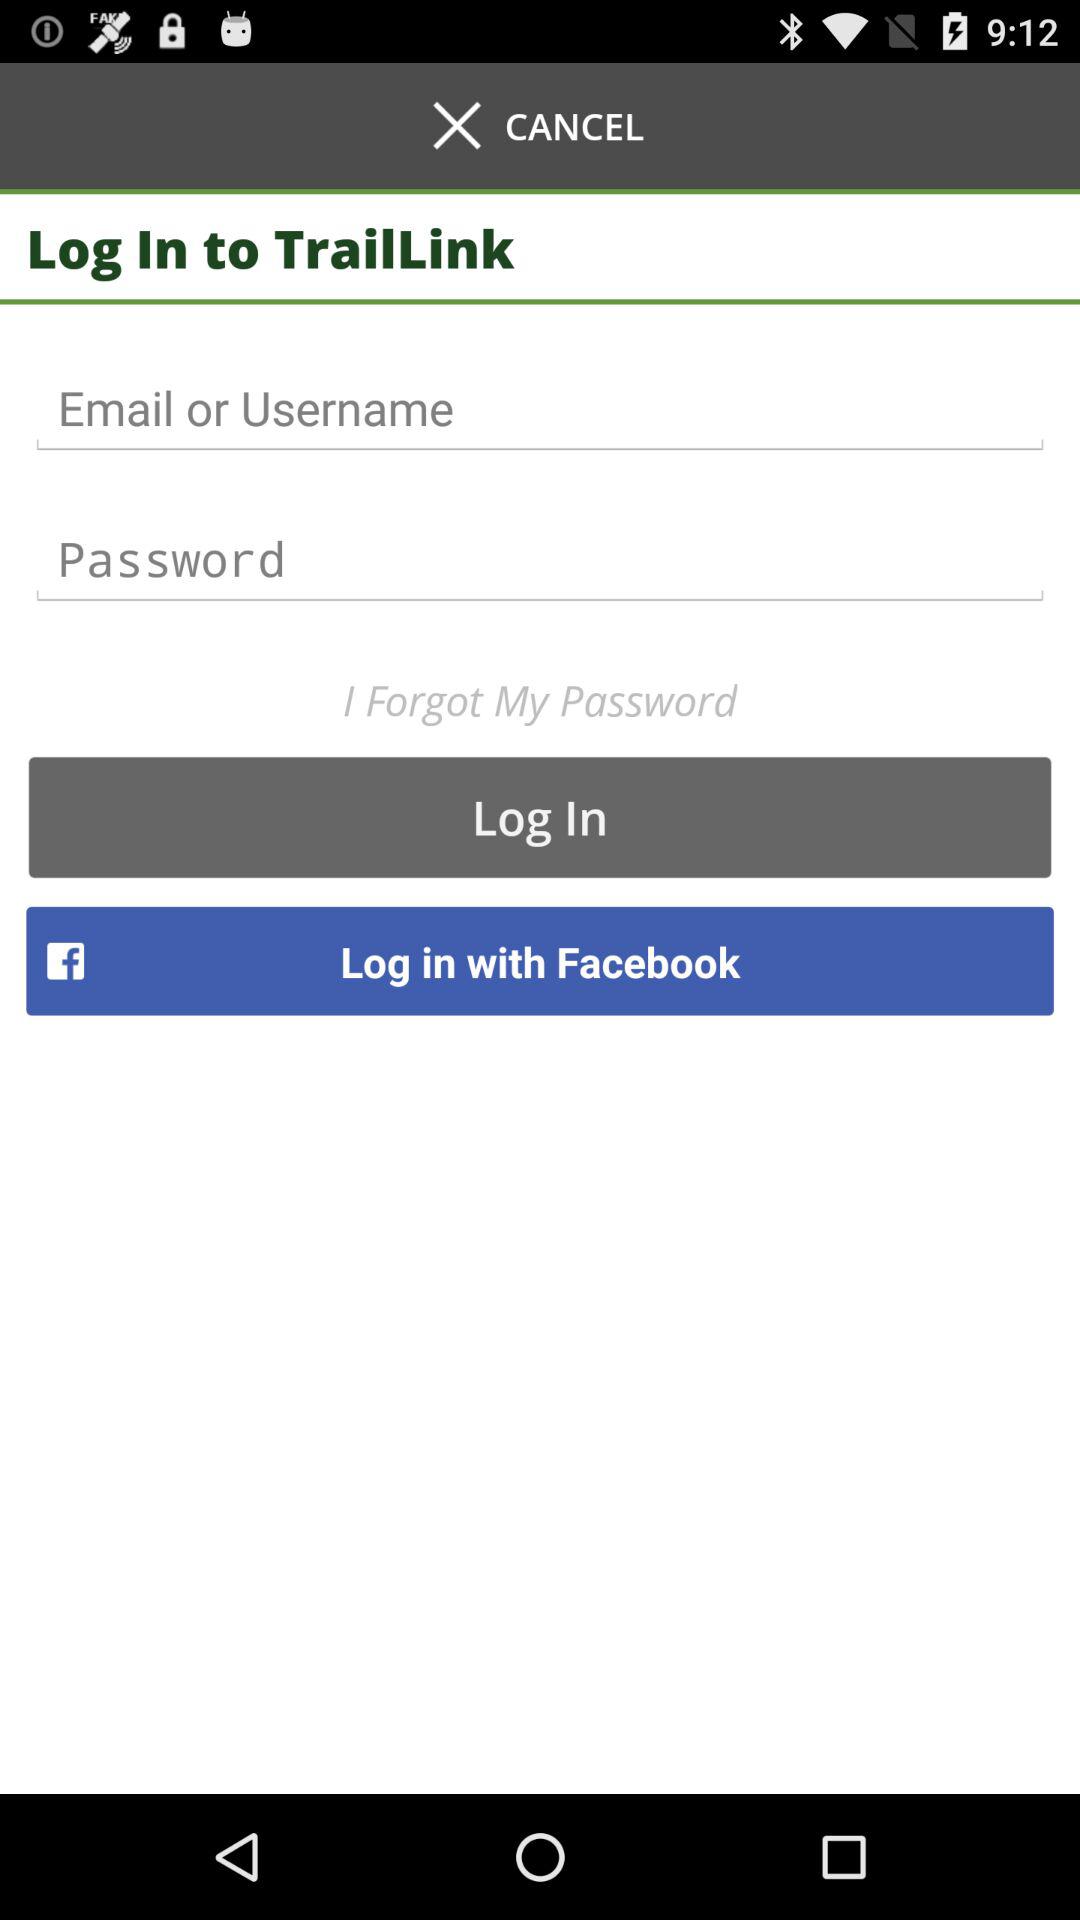 FAKE
9:12
CANCEL
Log In to TrailLink
Email or Username
Password
I Forgot My Password
Log In
Log in with Facebook